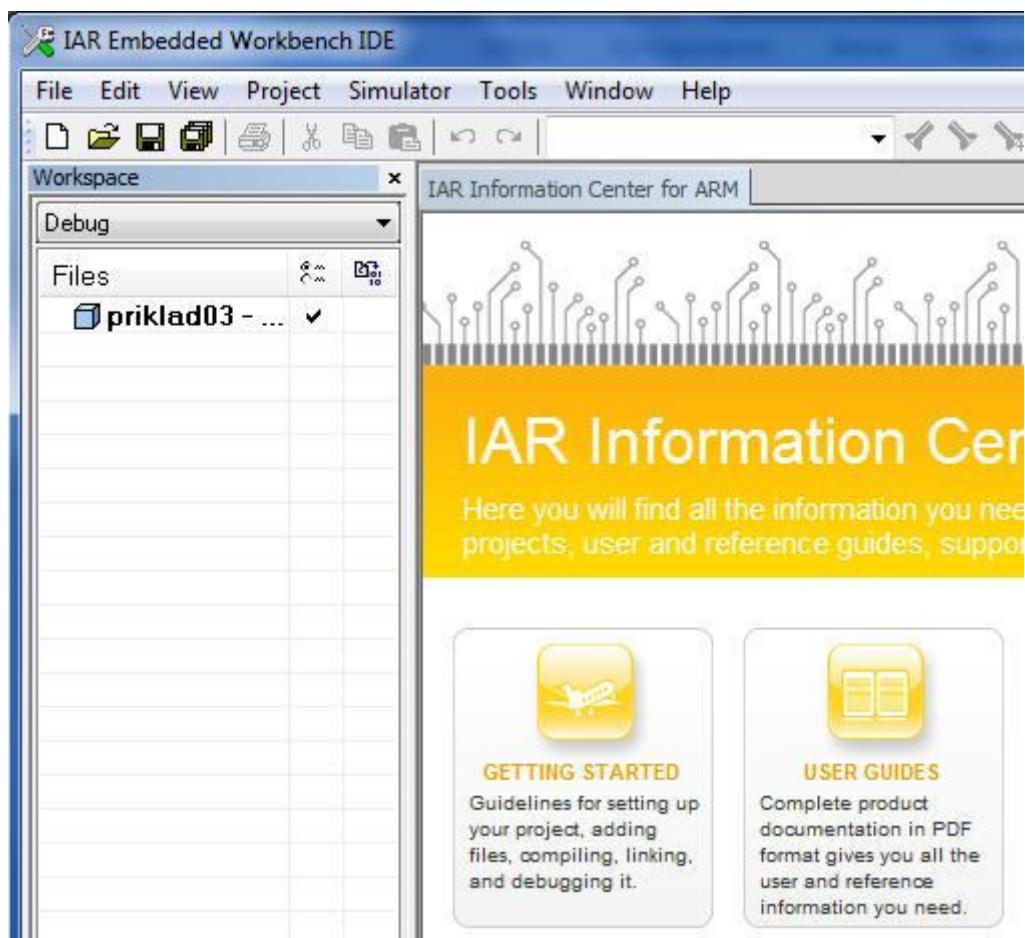 IAR Embedded Workbench IDE
File Edit View Project Simulator Tools Window Help
Workspace
Debug
Files
priklad03 - ...
IAR Information Center for ARM
IAR Information Cer
Here you will find all the information you nee
projects, user and reference guides, suppor
GETTING STARTED
Guidelines for setting up
your project, adding
files, compiling, linking,
and debugging it.
USER GUIDES
Complete product
documentation in PDF
format gives you all the
user and reference
information you need.